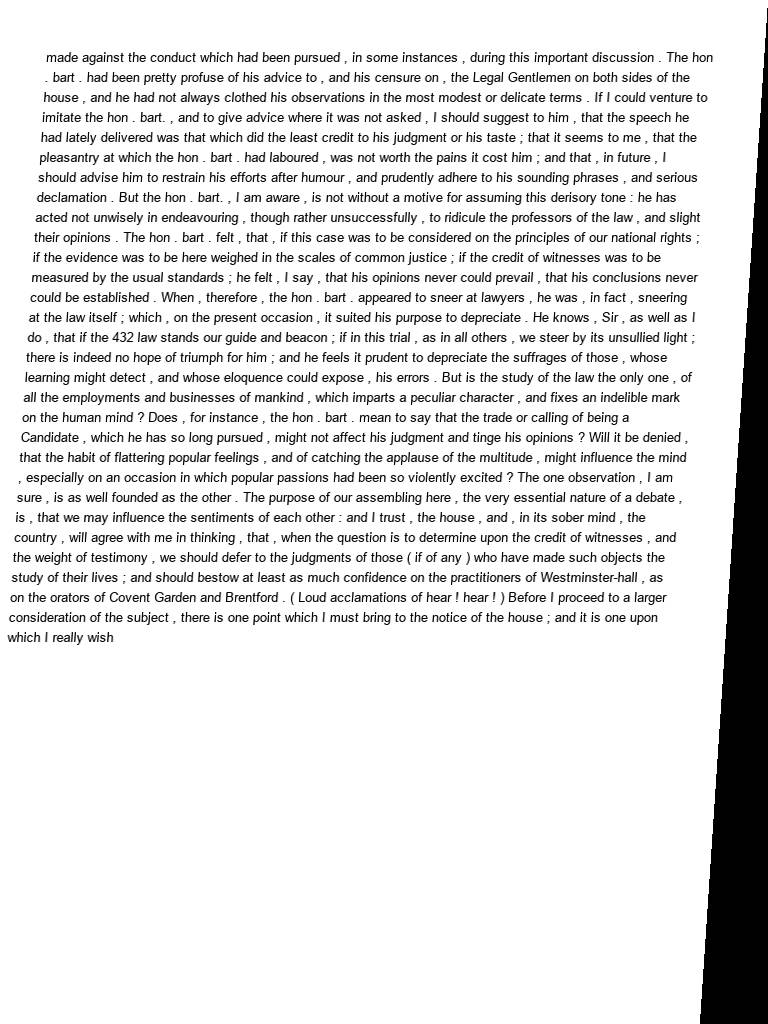 made against the conduct which had been pursued , in some instances , during this important discussion . The hon
. bart . had been pretty profuse of his advice to , and his censure on , the Legal Gentlemen on both sides of the
house , and he had not always clothed his observations in the most modest or delicate terms . If I could venture to
imitate the hon . bart. , and to give advice where it was not asked , I should suggest to him , that the speech he
had lately delivered was that which did the least credit to his judgment or his taste ; that it seems to me , that the
pleasantry at which the hon . bart . had laboured , was not worth the pains it cost him ; and that , in future , I
should advise him to restrain his efforts after humour , and prudently adhere to his sounding phrases , and serious
declamation . But the hon . bart. , I am aware , is not without a motive for assuming this derisory tone : he has
acted not unwisely in endeavouring , though rather unsuccessfully , to ridicule the professors of the law , and slight
their opinions . The hon . bart . felt , that , if this case was to be considered on the principles of our national rights ;
if the evidence was to be here weighed in the scales of common justice ; if the credit of witnesses was to be
measured by the usual standards ; he felt , I say , that his opinions never could prevail , that his conclusions never
could be established . When , therefore , the hon . bart . appeared to sneer at lawyers , he was , in fact , sneering
at the law itself ; which , on the present occasion , it suited his purpose to depreciate . He knows , Sir , as well as I
do , that if the 432 law stands our guide and beacon ; if in this trial , as in all others , we steer by its unsullied light ;
there is indeed no hope of triumph for him ; and he feels it prudent to depreciate the suffrages of those , whose
learning might detect , and whose eloquence could expose , his errors . But is the study of the law the only one , of
all the employments and businesses of mankind , which imparts a peculiar character , and fixes an indelible mark
on the human mind ? Does , for instance , the hon . bart . mean to say that the trade or calling of being a
Candidate , which he has so long pursued , might not affect his judgment and tinge his opinions ? Will it be denied ,
that the habit of flattering popular feelings , and of catching the applause of the multitude , might influence the mind
, especially on an occasion in which popular passions had been so violently excited ? The one observation , I am
sure , is as well founded as the other . The purpose of our assembling here , the very essential nature of a debate ,
is , that we may influence the sentiments of each other : and I trust , the house , and , in its sober mind , the
country , will agree with me in thinking , that , when the question is to determine upon the credit of witnesses , and
the weight of testimony , we should defer to the judgments of those ( if of any ) who have made such objects the
study of their lives ; and should bestow at least as much confidence on the practitioners of Westminster-hall , as
on the orators of Covent Garden and Brentford . ( Loud acclamations of hear ! hear ! ) Before I proceed to a larger
consideration of the subject , there is one point which I must bring to the notice of the house ; and it is one upon
which I really wish